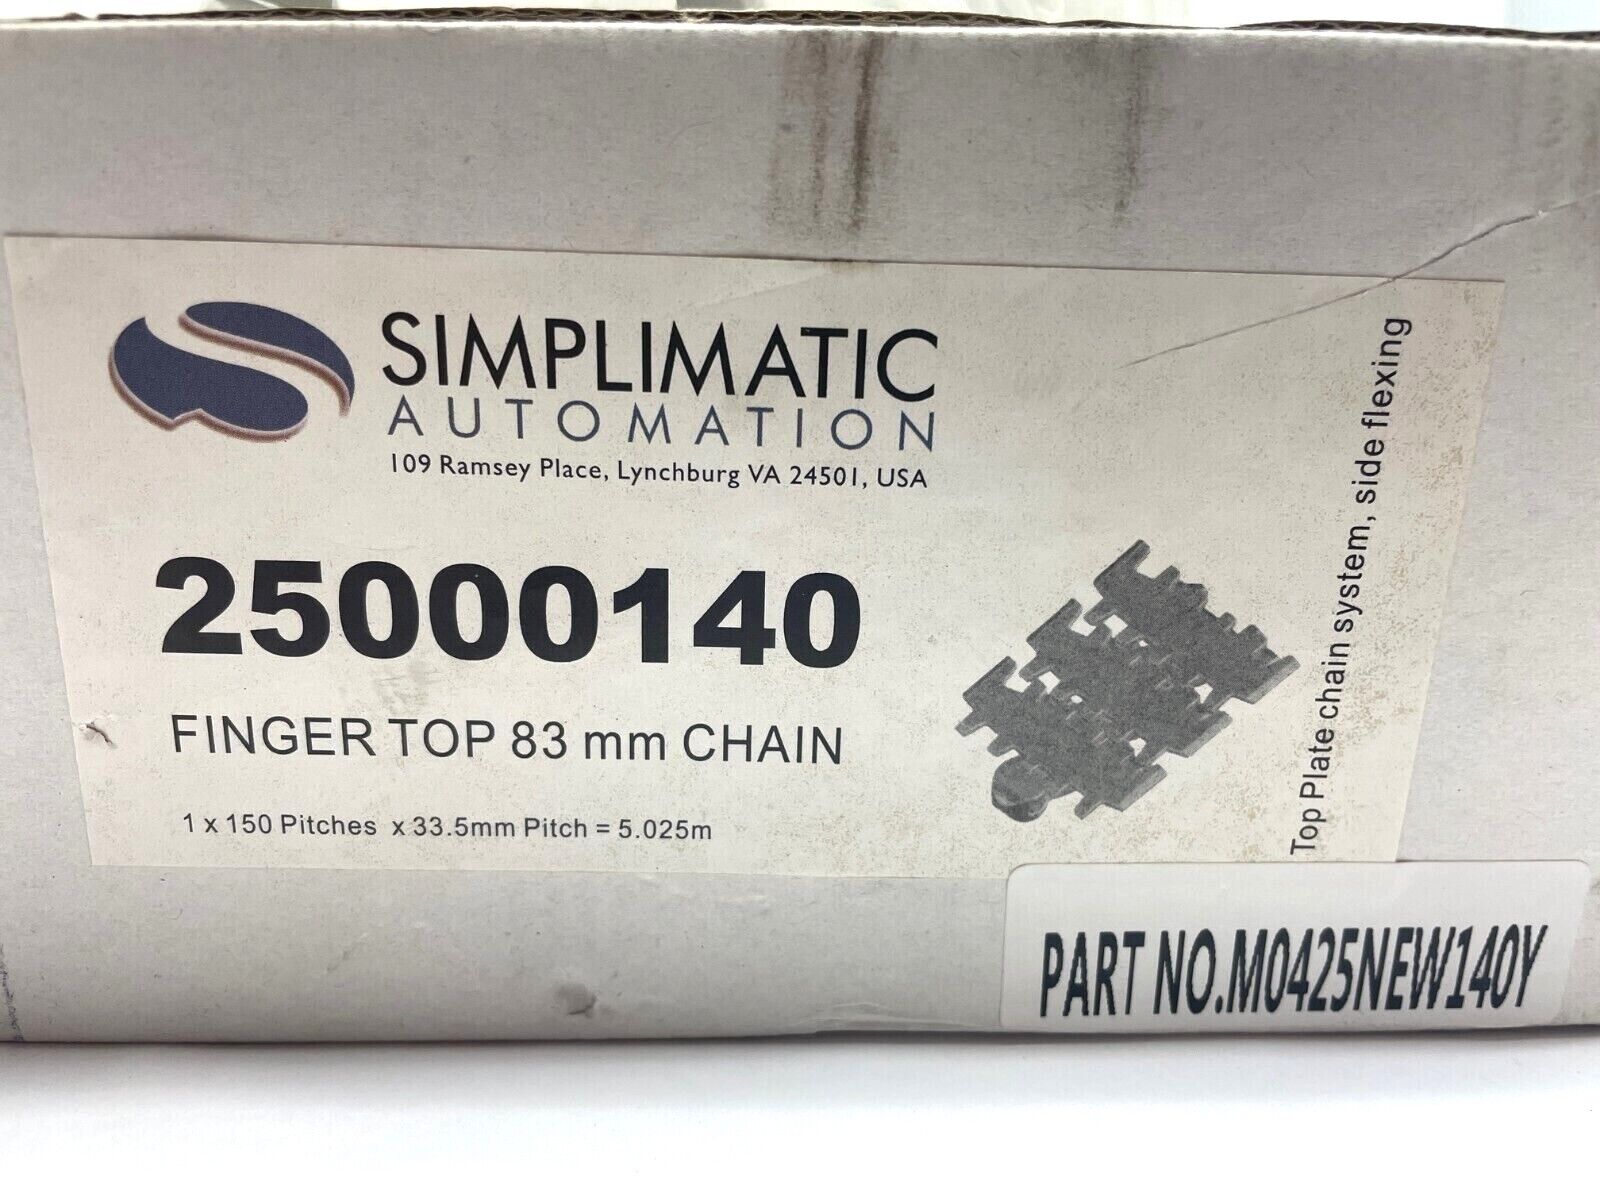 SIMPLIMATIC
AUTOMATION
109 Ramsey Place, Lynchburg VA 24501, USA
25000140
FINGER TOP 83 mm CHAIN
1 x 150 Pitches x 33.5mm Pitch = 5.025m
Top Plate chain system, side flexing
PART NO.M0425NEW140Y